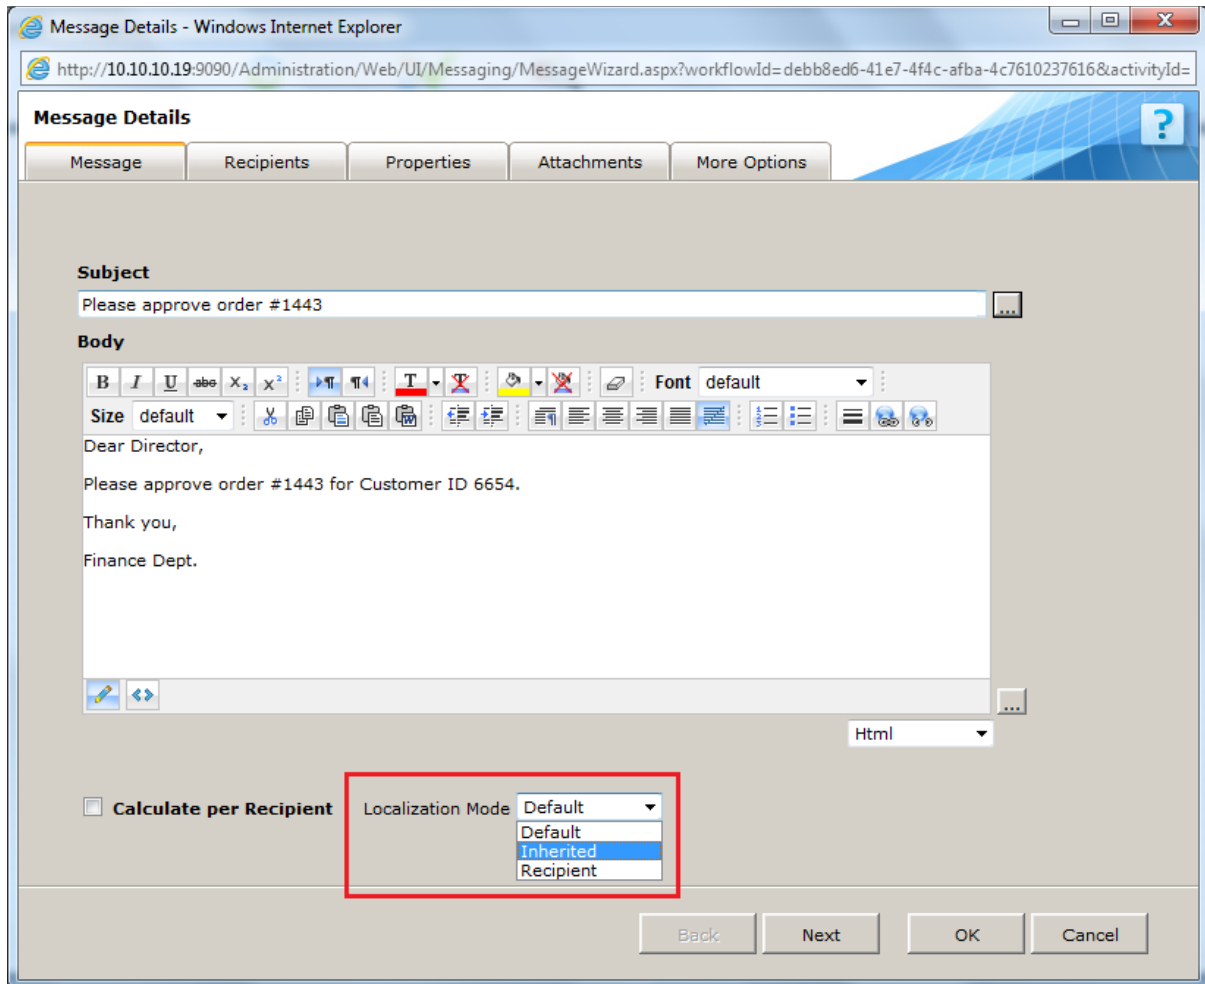 Message Details - Windows Internet Explorer
http://10.10.10.19:9090/Administration/Web/UI/Messaging/MessageWizard.aspx?workflowId=debb8ed6-41e7-4f4c-afba-4c7610237616&activityId=
Message Details
?
Message Recipients Properties Attachments More Options
Subject
Please approve order #1443
...
Body
B I U abc X₂ x² T T Font default
Size default
Dear Director,
Please approve order #1443 for Customer ID 6654.
Thank you,
Finance Dept.
...
Html
Calculate per Recipient Localization Mode Default
Default
Inherited
Recipient
Back Next OK Cancel